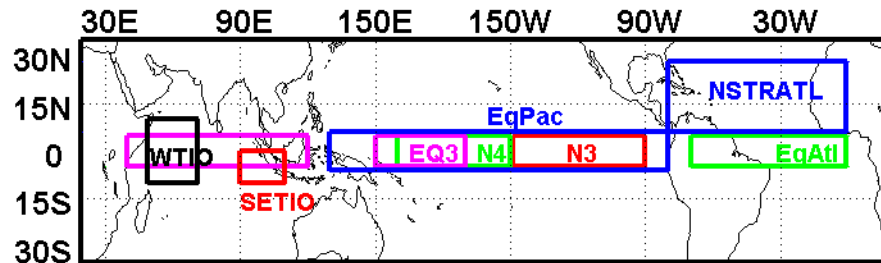 30E 90E 150E 150W 90W 30W
30N
NSTRATL
15N
EqPac
0
WTIO
EQ3
N4
N3
EqAtl
SETIO
15S
30S